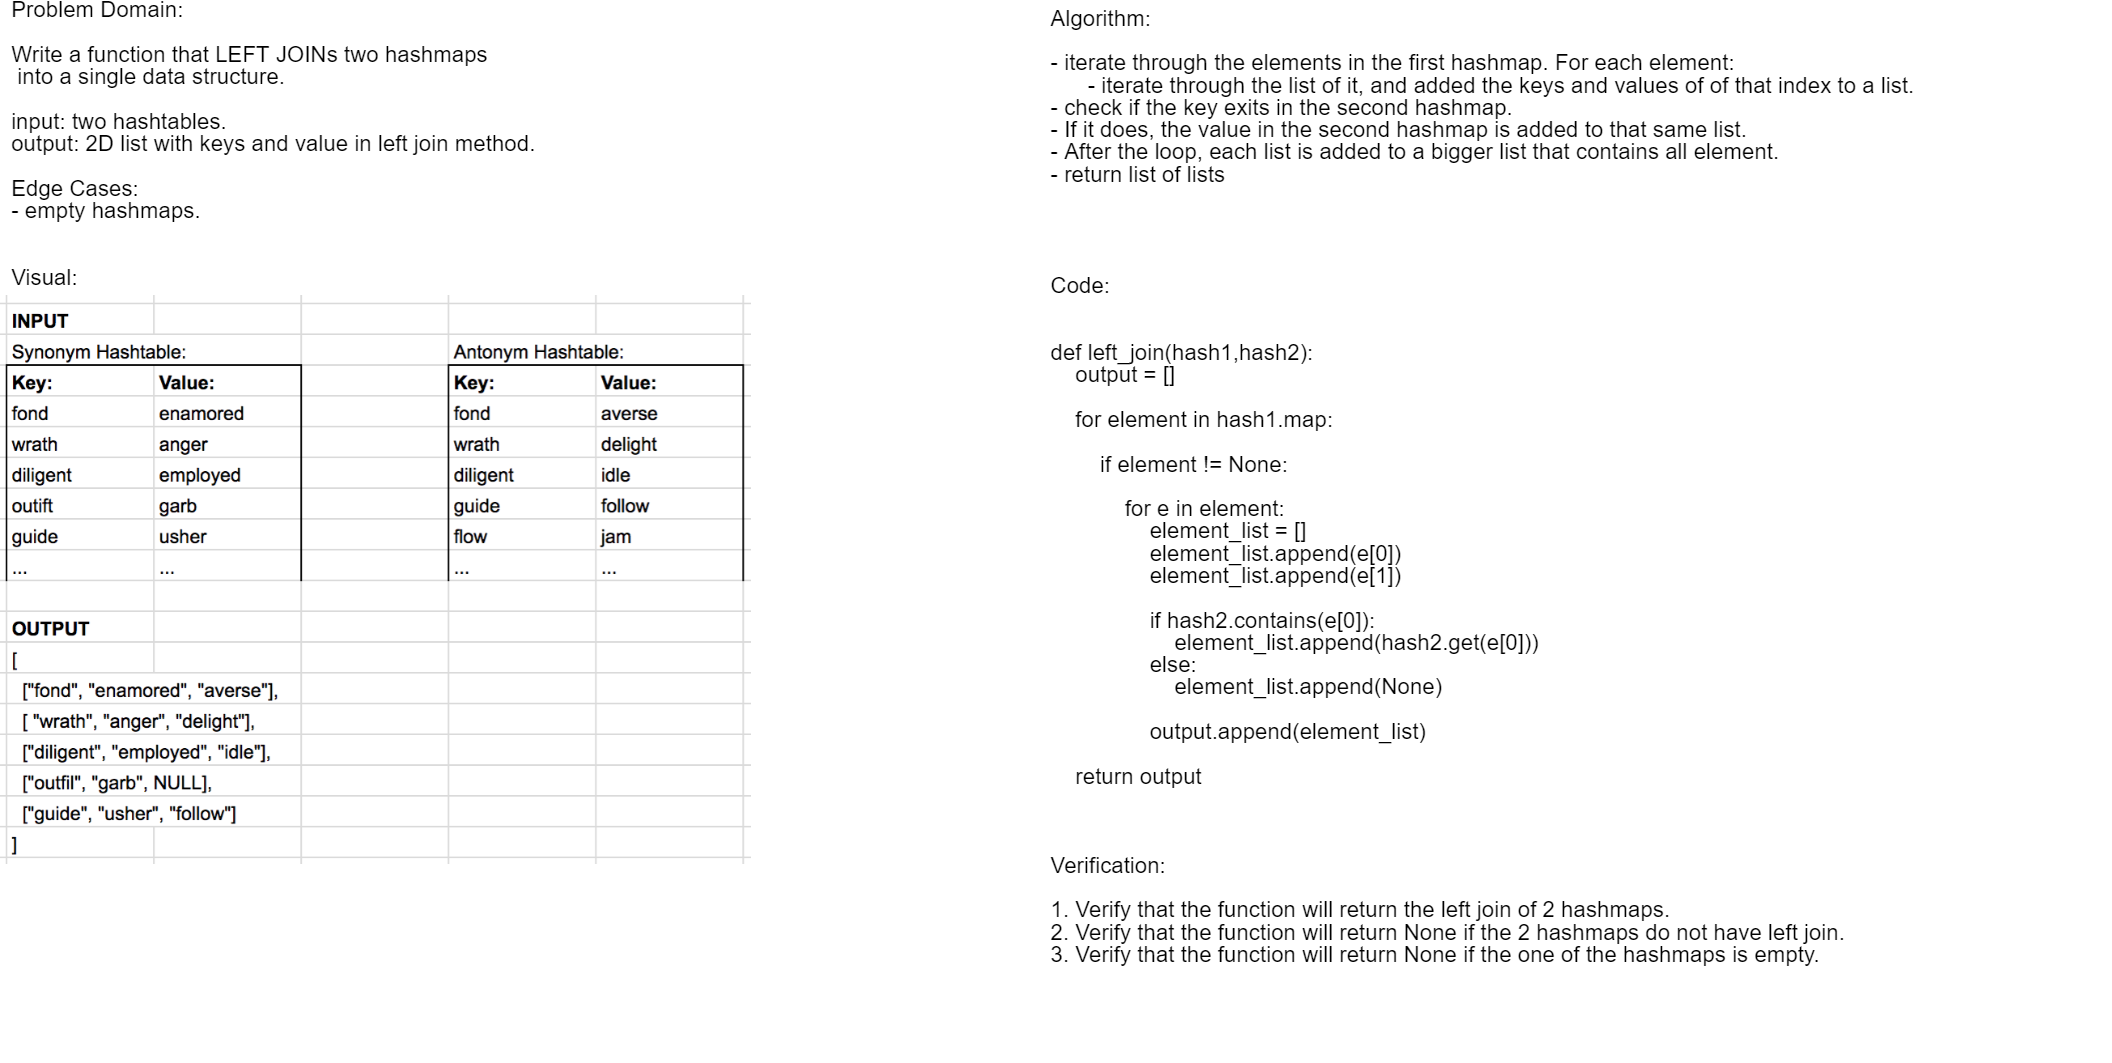 Problem Domain:
Write a function that LEFT JOINs two hashmaps
into a single data structure.
input: two hashtables.
output: 2D list with keys and value in left join method.
Edge Cases:
- empty hashmaps.
Visual:
INPUT
Synonym Hashtable: Antonym Hashtable:
Key: Value: Key: Value:
fond enamored fond averse
wrath anger wrath delight
diligent employed diligent idle
outift garb guide follow
guide usher flow jam
... ... ... ...
OUTPUT
[
["fond", "enamored", "averse"],
[ "wrath", "anger", "delight"],
["diligent", "employed", "idle"],
["outfil", "garb", NULL],
["guide", "usher", "follow"]
]
Algorithm:
- iterate through the elements in the first hashmap. For each element:
- iterate through the list of it, and added the keys and values of of that index to a list.
- check if the key exits in the second hashmap.
- If it does, the value in the second hashmap is added to that same list.
- After the loop, each list is added to a bigger list that contains all element.
- return list of lists
Code:
def left_join(hash1,hash2):
output = []
for element in hash1.map:
if element != None:
for e in element:
element_list = []
element_list.append(e[0])
element_list.append(e[1])
if hash2.contains(e[0]):
element_list.append(hash2.get(e[0]))
else:
element_list.append(None)
output.append(element_list)
return output
Verification:
1. Verify that the function will return the left join of 2 hashmaps.
2. Verify that the function will return None if the 2 hashmaps do not have left join.
3. Verify that the function will return None if the one of the hashmaps is empty.